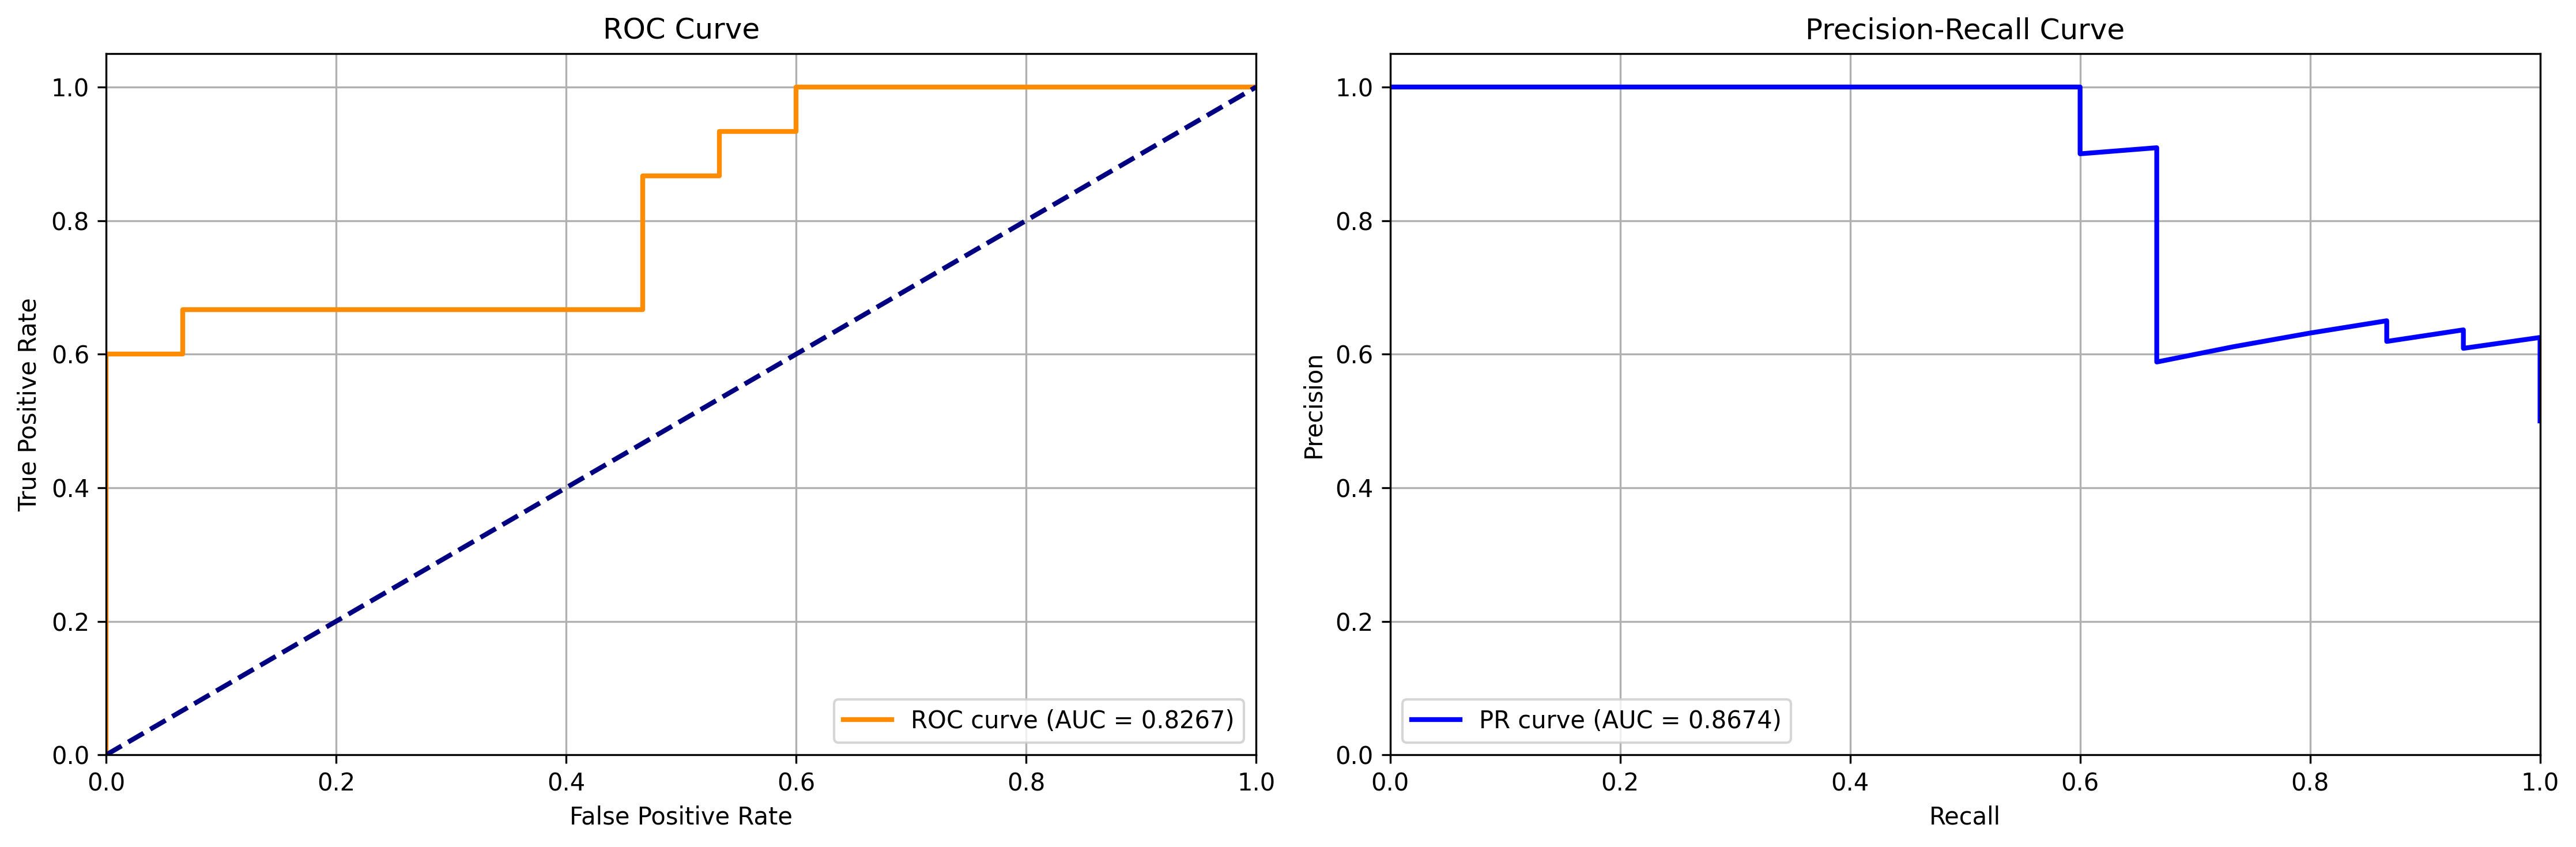 ROC Curve
1.0
0.8
0.6
0.4
0.2
0.0
True Positive Rate
0.0 0.2 0.4 0.6 0.8 1.0
False Positive Rate
ROC curve (AUC = 0.8267)
Precision-Recall Curve
1.0
0.8
0.6
0.4
0.2
0.0
Precision
0.0 0.2 0.4 0.6 0.8 1.0
Recall
PR curve (AUC = 0.8674)